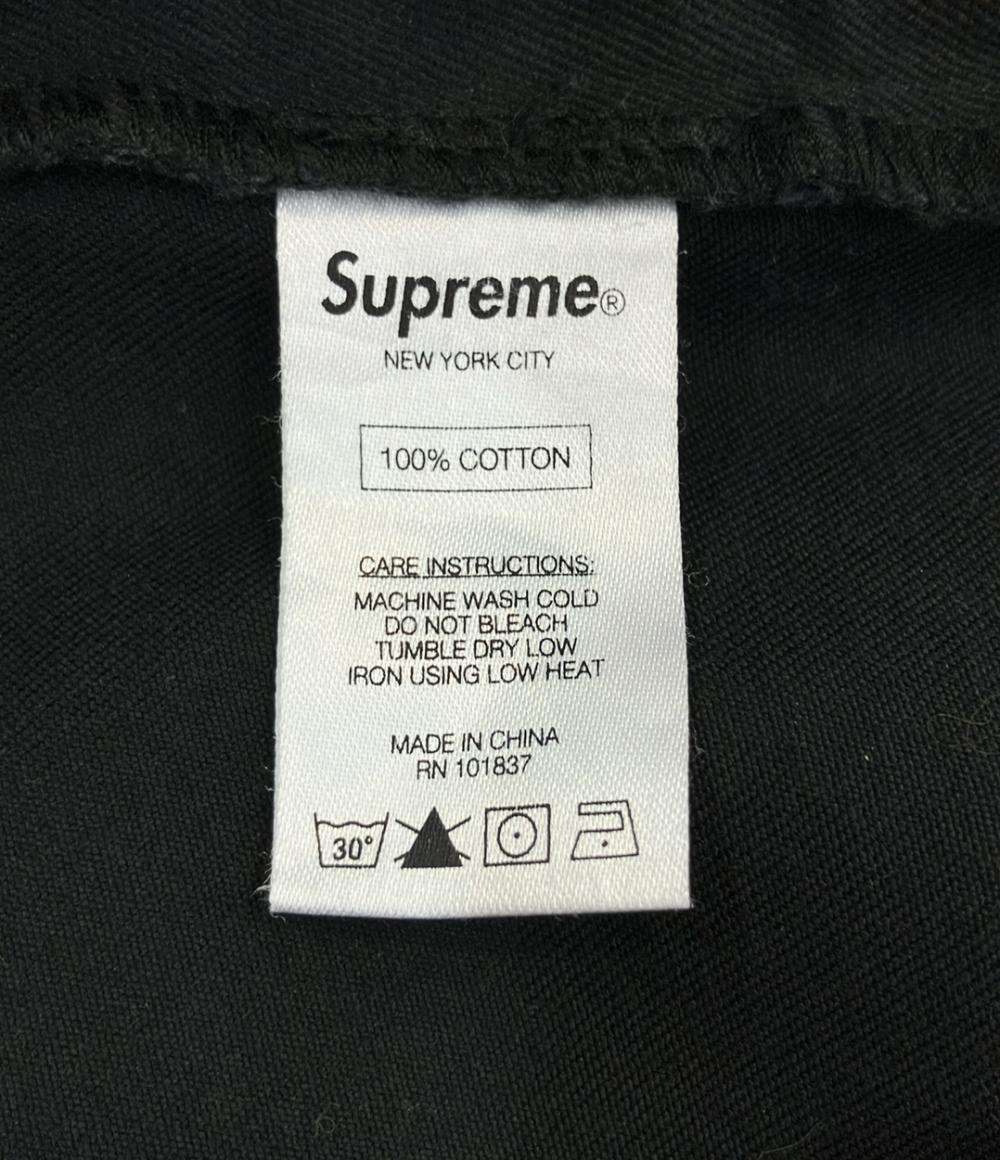 Supreme®
NEW YORK CITY
100% COTTON
CARE INSTRUCTIONS:
MACHINE WASH COLD
DO NOT BLEACH
TUMBLE DRY LOW
IRON USING LOW HEAT
MADE IN CHINA
RN 101837
30°